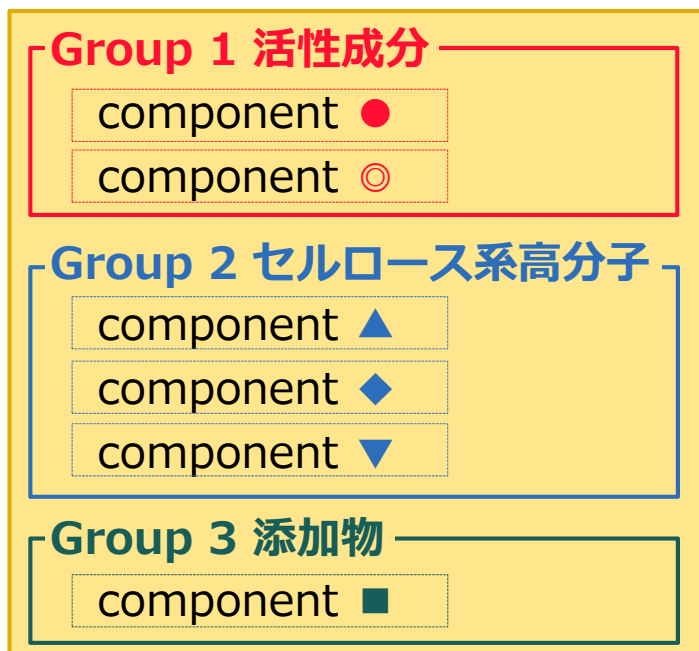 Group 1 活性成分
component ●
component ◎
Group 2 セルロース系高分子
component ▲
component ◆
component ▼
Group 3 添加物
component ■